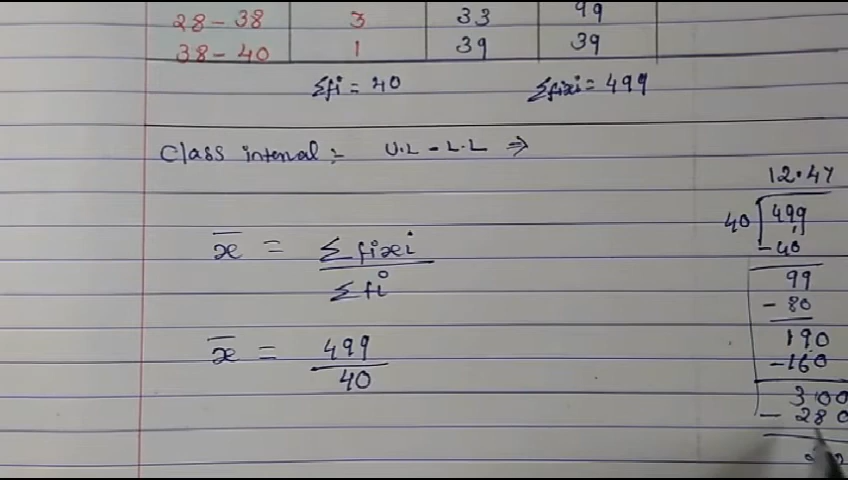 28-38 3 33 99
38-40 1 39 39
Σfi = 40 Σfixi = 499
Class interval :- U.L - L.L ⇒
x̄ = Σfixi / Σfi
x̄ = 499 / 40
12.47
40 499
-40
99
- 80
190
-160
300
- 280